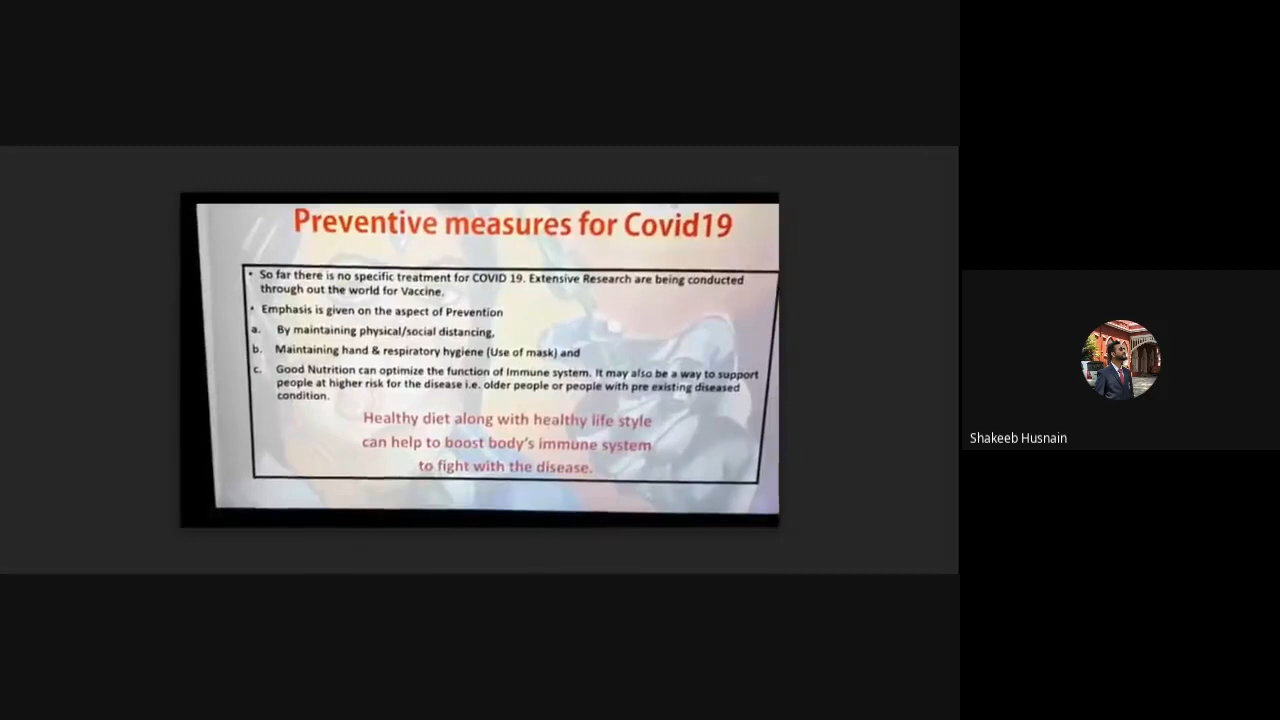 Preventive measures for Covid19
• So far there is no specific treatment for COVID 19. Extensive Research are being conducted
through out the world for Vaccine.
• Emphasis is given on the aspect of Prevention
a. By maintaining physical/social distancing,
b. Maintaining hand & respiratory hygiene (Use of mask) and
c. Good Nutrition can optimize the function of Immune system. It may also be a way to support
people at higher risk for the disease i.e. older people or people with pre existing diseased
condition.
Healthy diet along with healthy life style
can help to boost body's immune system
to fight with the disease.
Shakeeb Husnain